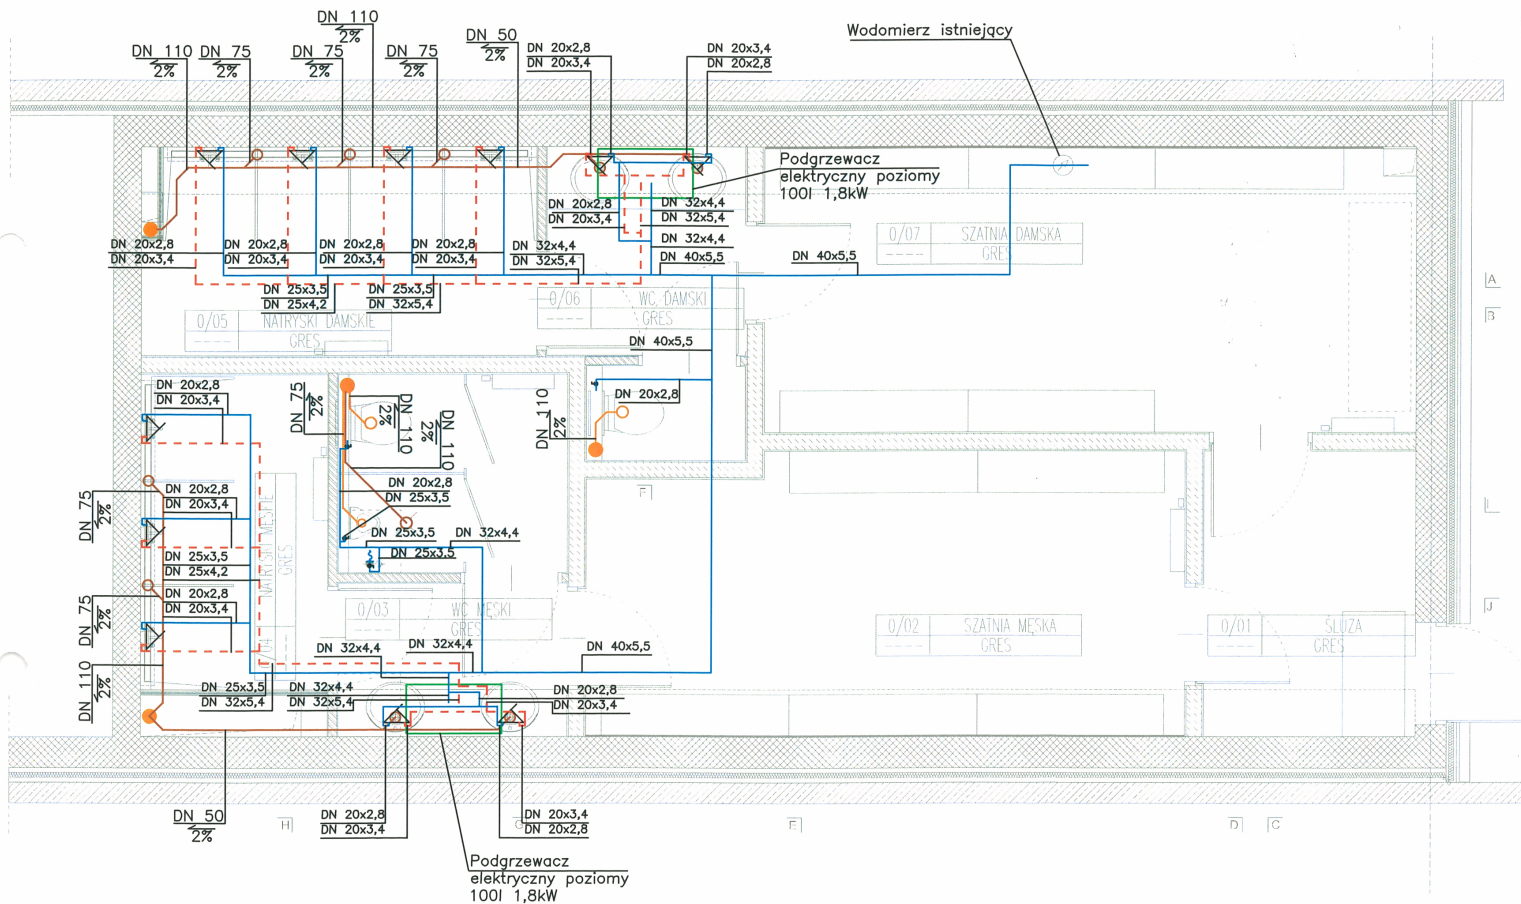 DN 110
2%
DN 110
2%
DN 75
2%
DN 75
2%
DN 75
2%
DN 50
2%
DN 20x2,8
DN 20x3,4
DN 20x3,4
DN 20x2,8
Wodomierz istniejący
Podgrzewacz
elektryczny poziomy
100l 1,8kW
DN 20x2,8
DN 20x3,4
DN 32x4,4
DN 32x5,4
DN 32x4,4
DN 40x5,5
DN 40x5,5
0/07 SZATNIA DAMSKA
GRES
DN 20x2,8
DN 20x3,4
DN 20x2,8
DN 20x3,4
DN 20x2,8
DN 20x3,4
DN 20x2,8
DN 20x3,4
DN 32x4,4
DN 32x5,4
DN 25x3,5
DN 25x4,2
DN 25x3,5
DN 32x5,4
0/06 WC DAMSKI
GRES
0/05 NATRYSKI DAMSKIE
GRES
A
B
DN 40x5,5
DN 20x2,8
DN 20x3,4
DN 75
2%
DN 110
2%
DN 110
2%
DN 110
2%
DN 20x2,8
DN 20x2,8
DN 25x3,5
DN 20x2,8
DN 20x3,4
DN 75
2%
F
I
DN 25x3,5
DN 32x4,4
DN 25x3,5
DN 25x3,5
DN 25x4,2
DN 20x2,8
DN 20x3,4
DN 75
2%
0/04 NATRYSKI MĘSKIE
GRES
0/03 WC MĘSKI
GRES
0/02 SZATNIA MĘSKA
GRES
0/01 ŚLUZA
GRES
J
DN 32x4,4
DN 32x4,4
DN 40x5,5
DN 110
2%
DN 25x3,5
DN 32x5,4
DN 32x4,4
DN 32x5,4
DN 20x2,8
DN 20x3,4
DN 50
2%
H
DN 20x2,8
DN 20x3,4
G
DN 20x3,4
DN 20x2,8
E
D
C
Podgrzewacz
elektryczny poziomy
100l 1,8kW